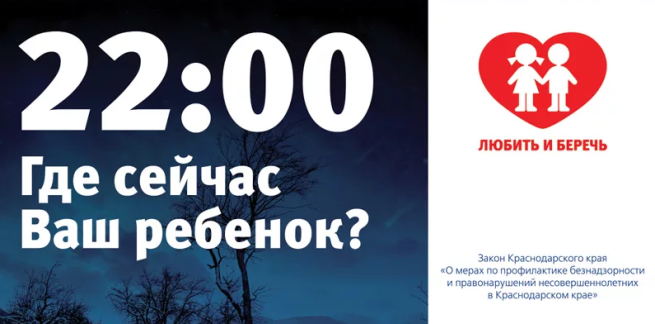 22:00
Где сейчас
Ваш ребенок?
ЛЮБИТЬ И БЕРЕЧЬ
Закон Краснодарского края
«О мерах по профилактике безнадзорности
и правонарушений несовершеннолетних
в Краснодарском крае»